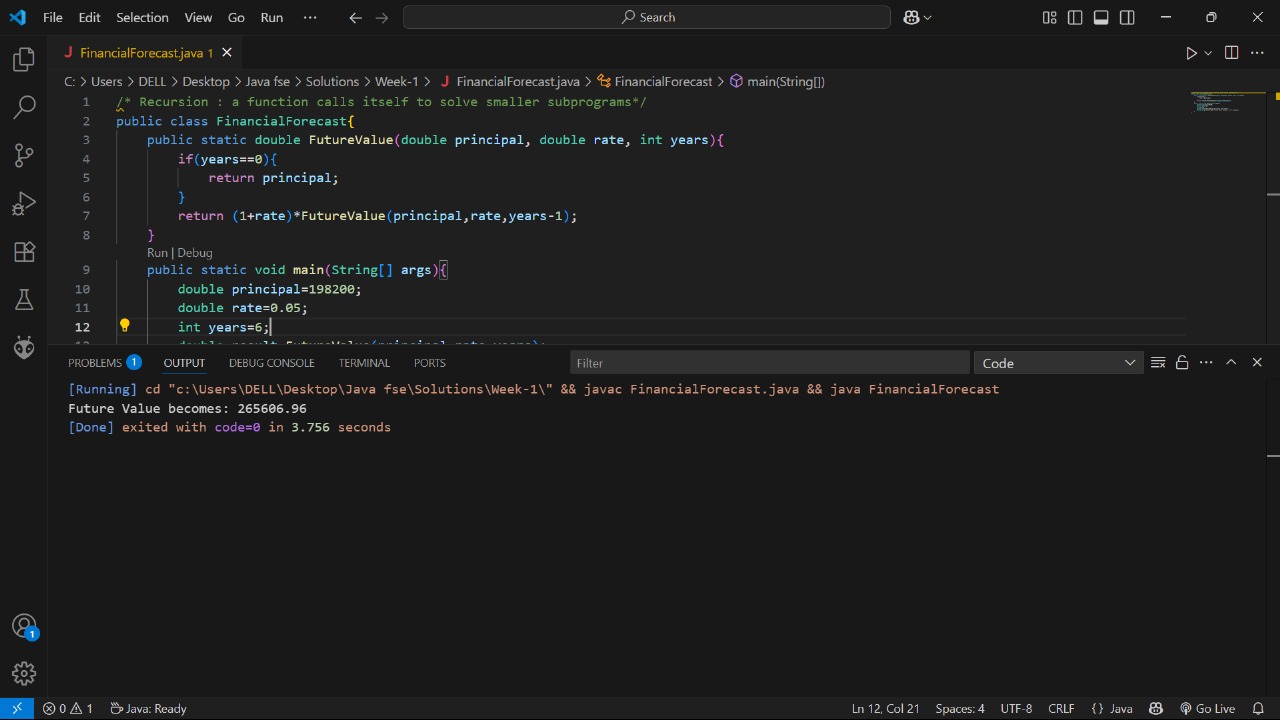 File Edit Selection View Go Run ··· Search
FinancialForecast.java 1
C: > Users > DELL > Desktop > Java fse > Solutions > Week-1 > J FinancialForecast.java > FinancialForecast > main(String[])
1 /* Recursion : a function calls itself to solve smaller subprograms*/
2 public class FinancialForecast{
3 public static double FutureValue(double principal, double rate, int years){
4 if(years==0){
5 return principal;
6 }
7 return (1+rate)*FutureValue(principal,rate,years-1);
8 }
Run | Debug
9 public static void main(String[] args){
10 double principal=198200;
11 double rate=0.05;
12 int years=6;
13 double result=FutureValue(principal,rate,years);
PROBLEMS 1 OUTPUT DEBUG CONSOLE TERMINAL PORTS Filter Code
[Running] cd "c:\Users\DELL\Desktop\Java fse\Solutions\Week-1\" && javac FinancialForecast.java && java FinancialForecast
Future Value becomes: 265606.96
[Done] exited with code=0 in 3.756 seconds
1
0 1 Java: Ready Ln 12, Col 21 Spaces: 4 UTF-8 CRLF {} Java Go Live